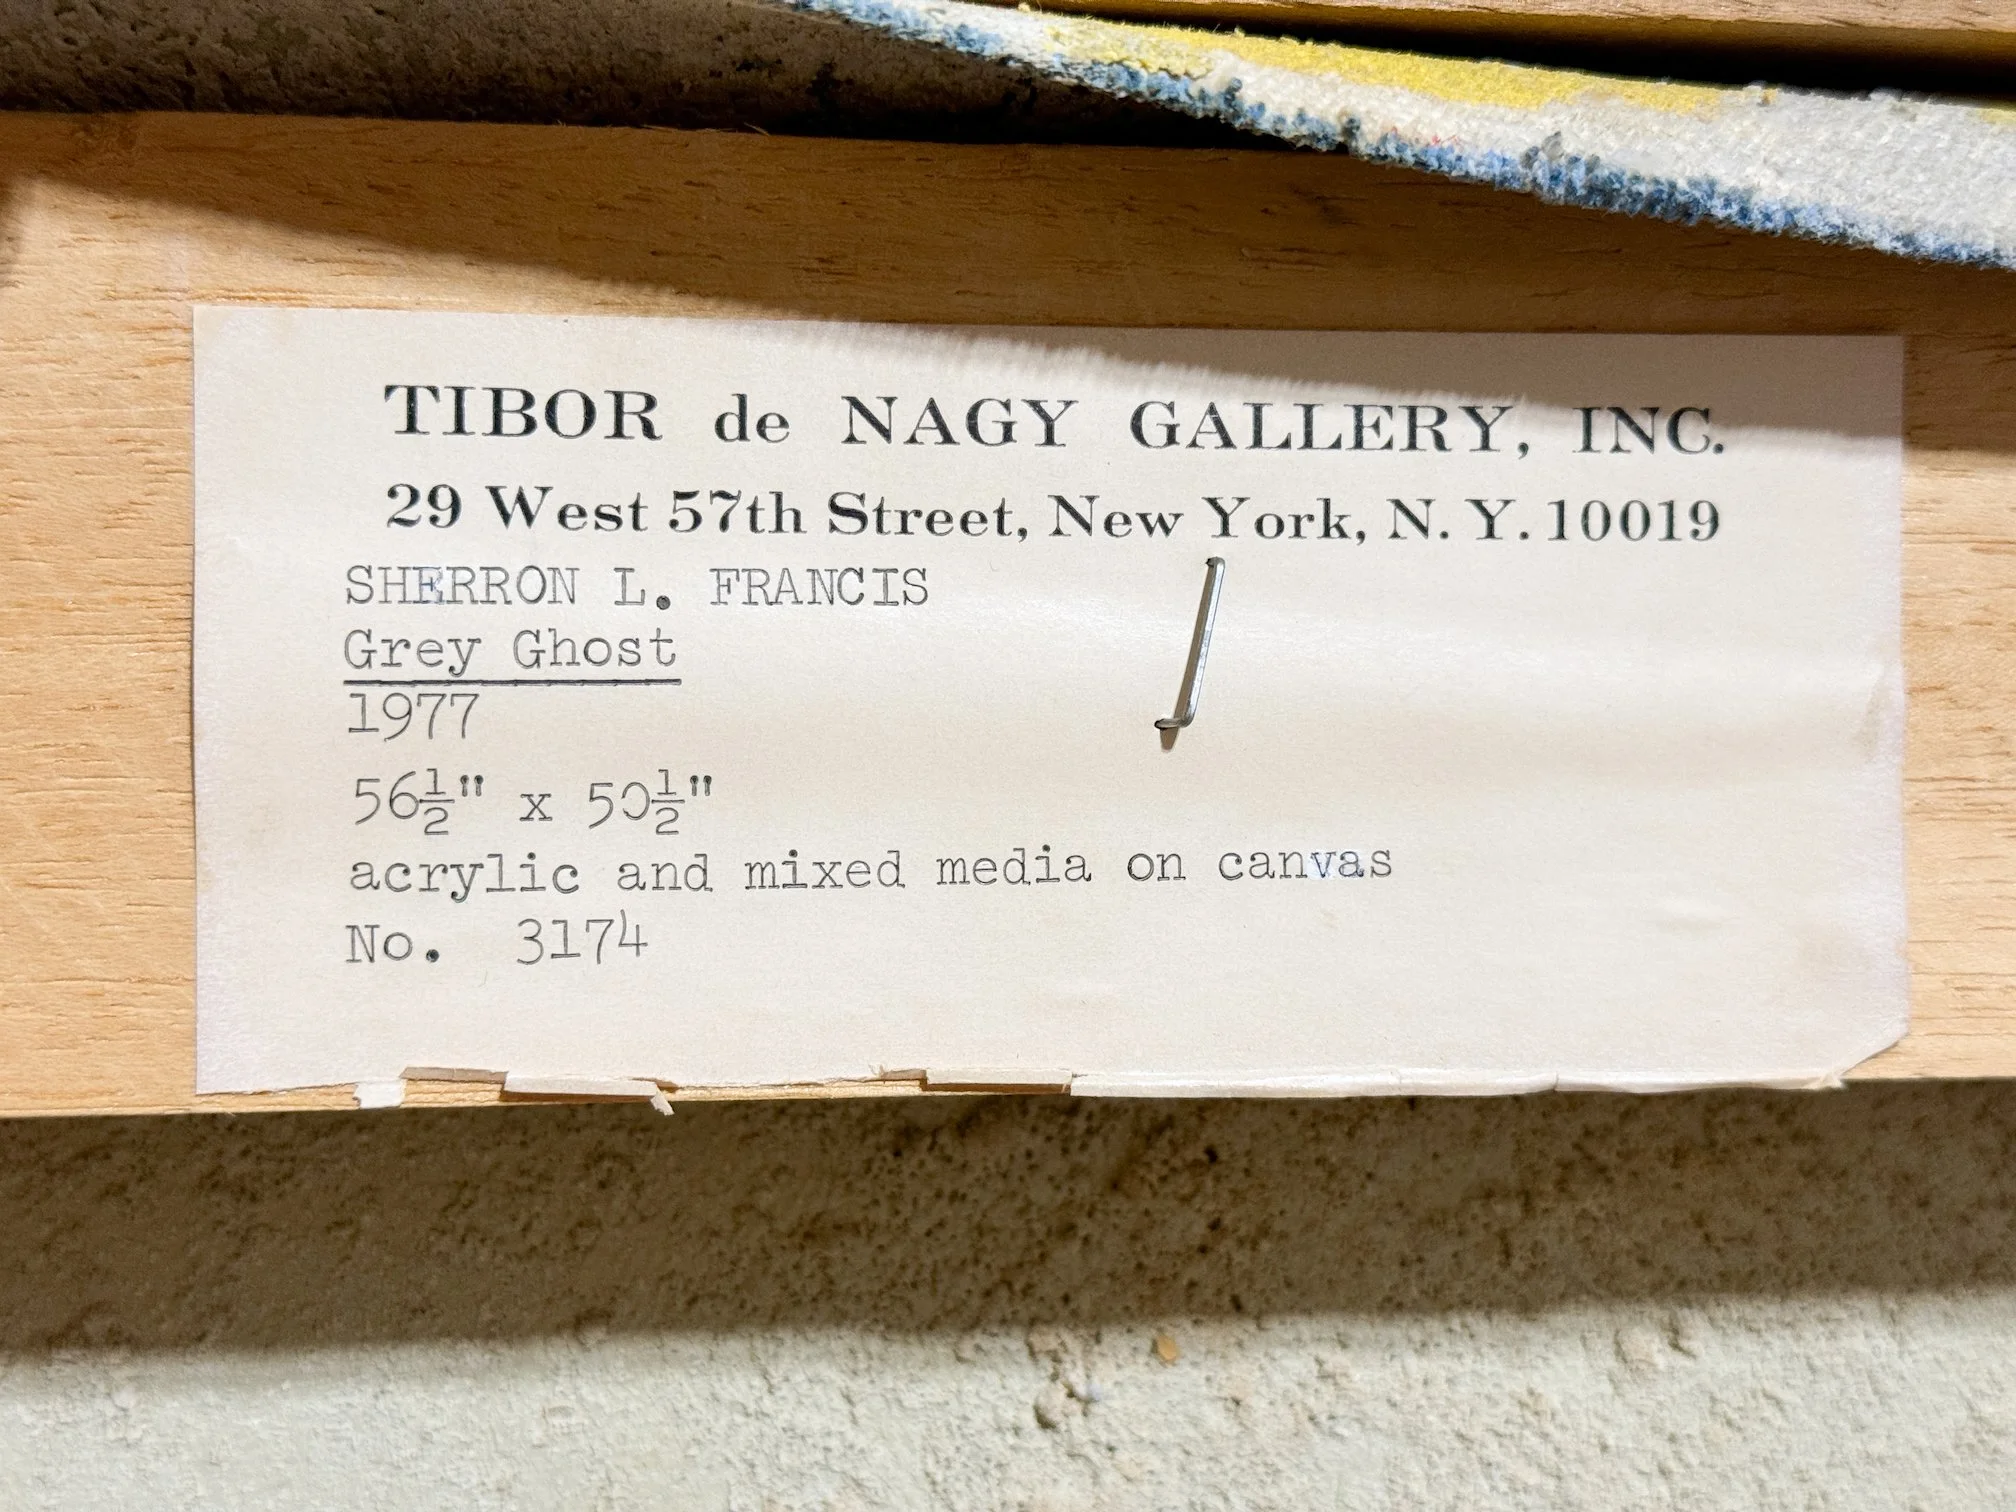 TIBOR de NAGY GALLERY, INC.
29 West 57th Street, New York, N. Y. 10019
SHERRON L. FRANCIS
Grey Ghost
1977
56½" x 50½"
acrylic and mixed media on canvas
No. 3174